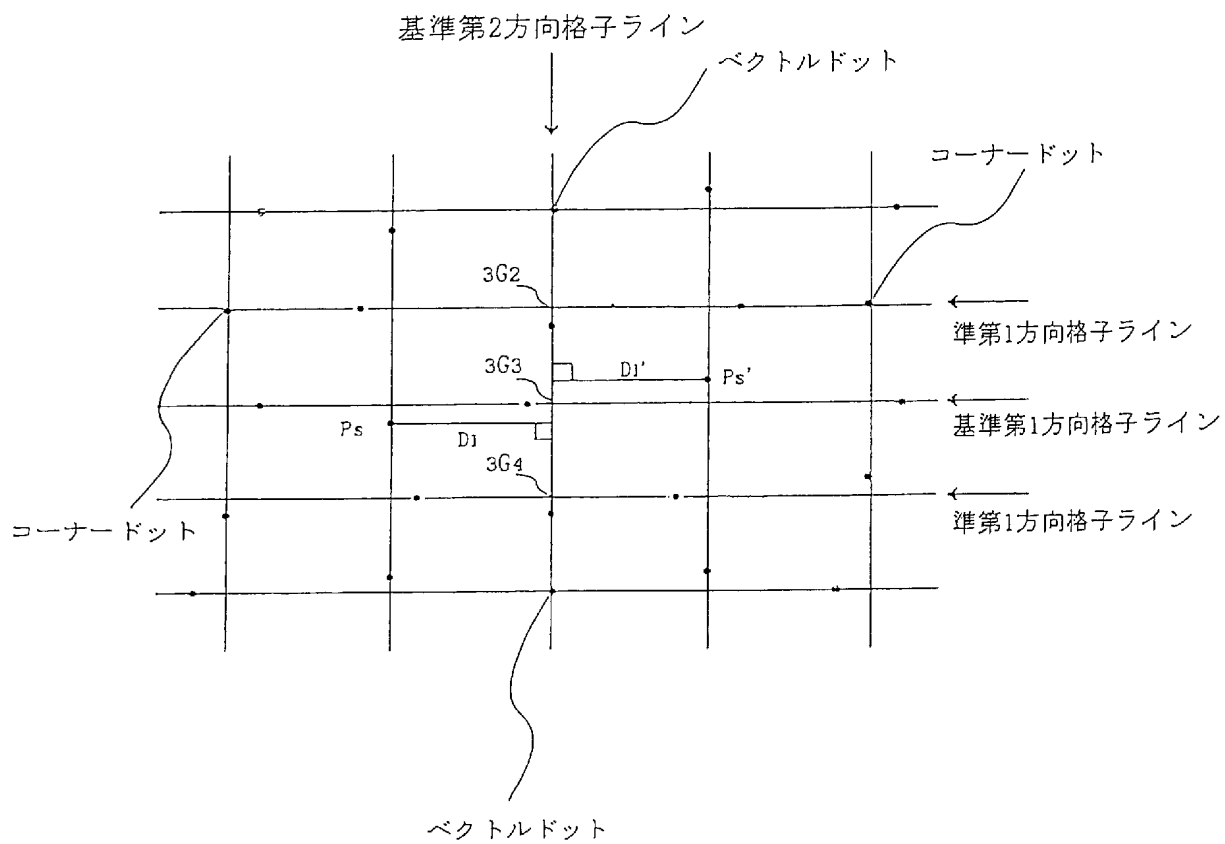 基準第2方向格子ライン
ベクトルドット
コーナードット
3G2
準第1方向格子ライン
3G3
D1'
Ps'
基準第1方向格子ライン
Ps
D1
3G4
準第1方向格子ライン
コーナードット
ベクトルドット